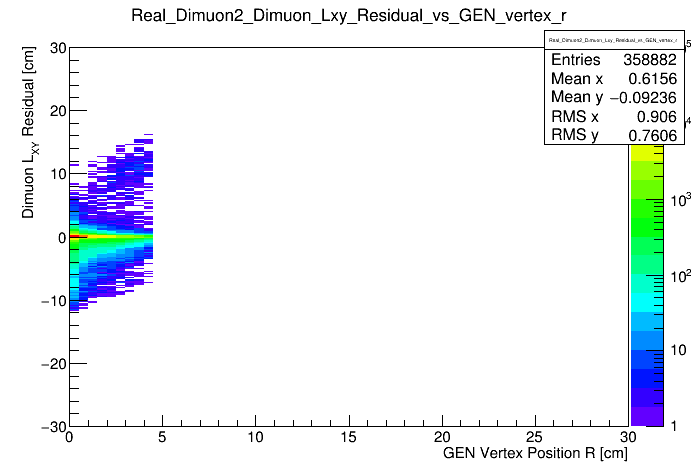 Real_Dimuon2_Dimuon_Lxy_Residual_vs_GEN_vertex_r
Real_Dimuon2_Dimuon_Lxy_Residual_vs_GEN_vertex_r
Entries 358882
Mean x 0.6156
Mean y −0.09236
RMS x 0.906
RMS y 0.7606
Dimuon L_XY Residual [cm]
30
20
10
0
−10
−20
−30
0 5 10 15 20 25 30
GEN Vertex Position R [cm]
5
4
10^3
10^2
10
1